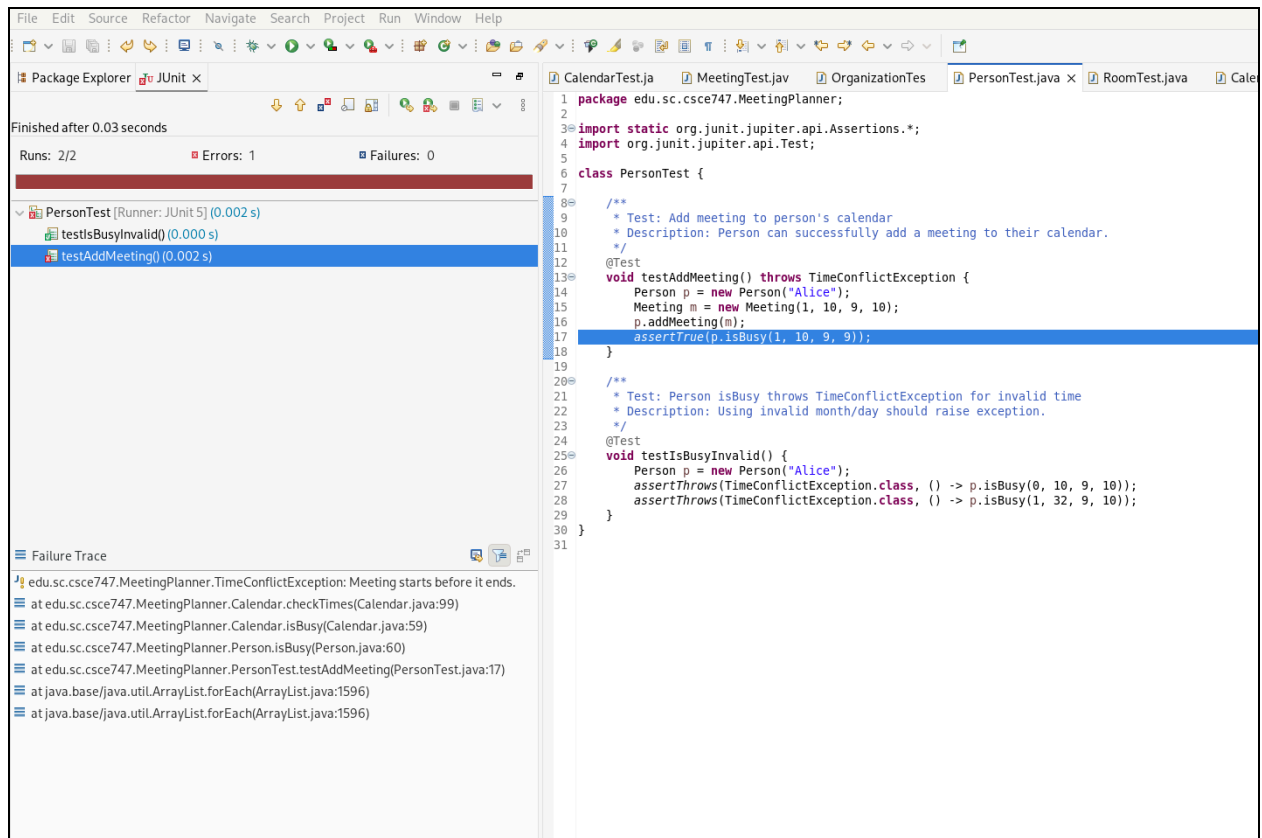 File Edit Source Refactor Navigate Search Project Run Window Help
Package Explorer JUnit ×
Finished after 0.03 seconds
Runs: 2/2 Errors: 1 Failures: 0
PersonTest [Runner: JUnit 5] (0.002 s)
testIsBusyInvalid() (0.000 s)
testAddMeeting() (0.002 s)
Failure Trace
edu.sc.csce747.MeetingPlanner.TimeConflictException: Meeting starts before it ends.
at edu.sc.csce747.MeetingPlanner.Calendar.checkTimes(Calendar.java:99)
at edu.sc.csce747.MeetingPlanner.Calendar.isBusy(Calendar.java:59)
at edu.sc.csce747.MeetingPlanner.Person.isBusy(Person.java:60)
at edu.sc.csce747.MeetingPlanner.PersonTest.testAddMeeting(PersonTest.java:17)
at java.base/java.util.ArrayList.forEach(ArrayList.java:1596)
at java.base/java.util.ArrayList.forEach(ArrayList.java:1596)
CalendarTest.ja MeetingTest.jav OrganizationTes PersonTest.java × RoomTest.java Caler
1 package edu.sc.csce747.MeetingPlanner;
2
3 import static org.junit.jupiter.api.Assertions.*;
4 import org.junit.jupiter.api.Test;
5
6 class PersonTest {
7
8 /**
9 * Test: Add meeting to person's calendar
10 * Description: Person can successfully add a meeting to their calendar.
11 */
12 @Test
13 void testAddMeeting() throws TimeConflictException {
14 Person p = new Person("Alice");
15 Meeting m = new Meeting(1, 10, 9, 10);
16 p.addMeeting(m);
17 assertTrue(p.isBusy(1, 10, 9, 9));
18 }
19
20 /**
21 * Test: Person isBusy throws TimeConflictException for invalid time
22 * Description: Using invalid month/day should raise exception.
23 */
24 @Test
25 void testIsBusyInvalid() {
26 Person p = new Person("Alice");
27 assertThrows(TimeConflictException.class, () -> p.isBusy(0, 10, 9, 10));
28 assertThrows(TimeConflictException.class, () -> p.isBusy(1, 32, 9, 10));
29 }
30 }
31